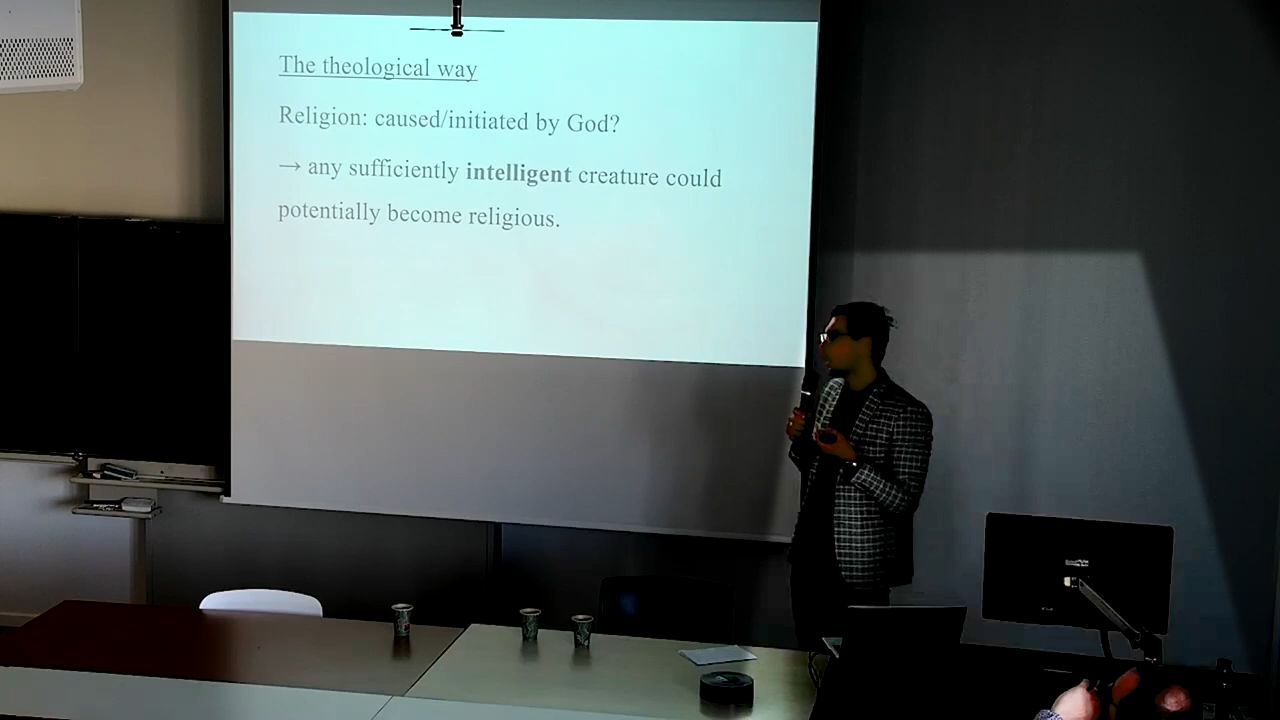 The theological way
Religion: caused/initiated by God?
→ any sufficiently intelligent creature could
potentially become religious.